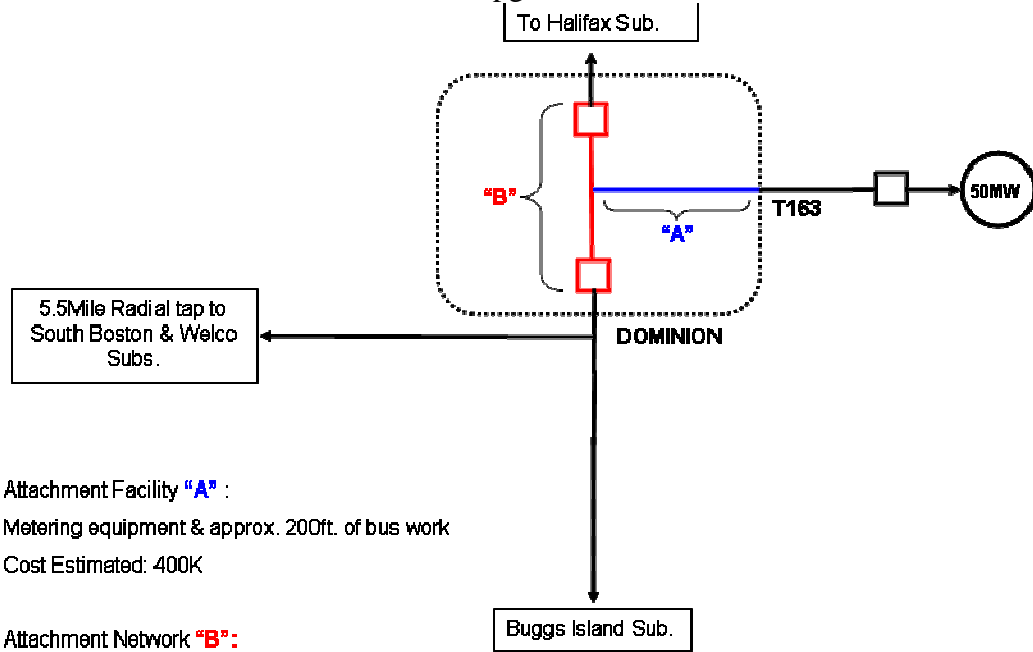 To Halifax Sub.
"B"
"A"
T163
50MW
5.5Mile Radial tap to
South Boston & Welco
Subs.
DOMINION
Attachment Facility "A" :
Metering equipment & approx. 200ft. of bus work
Cost Estimated: 400K
Attachment Network "B":
Buggs Island Sub.